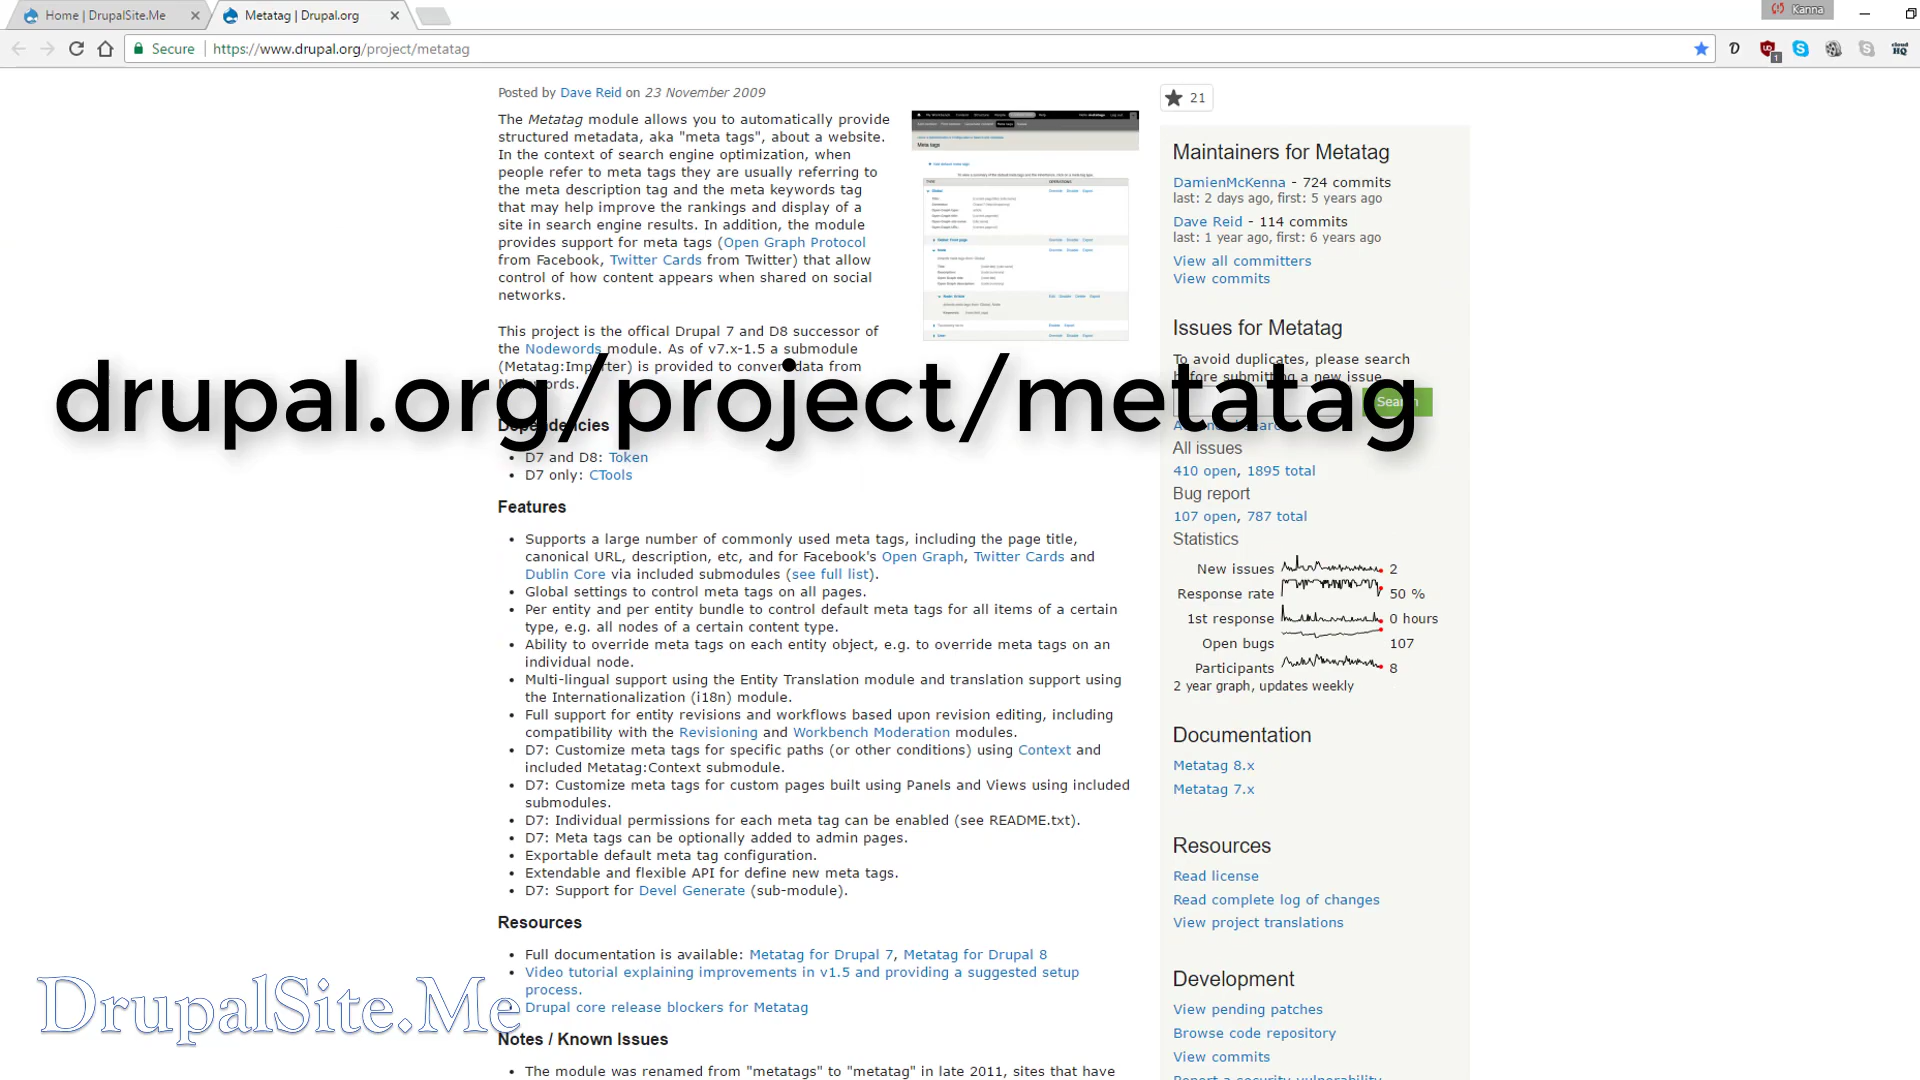 Home | DrupalSite.Me
Metatag | Drupal.org
Kanna
Secure
https://www.drupal.org/project/metatag
Posted by Dave Reid on 23 November 2009
The Metatag module allows you to automatically provide
structured metadata, aka "meta tags", about a website.
In the context of search engine optimization, when
people refer to meta tags they are usually referring to
the meta description tag and the meta keywords tag
that may help improve the rankings and display of a
site in search engine results. In addition, the module
provides support for meta tags (Open Graph Protocol
from Facebook, Twitter Cards from Twitter) that allow
control of how content appears when shared on social
networks.
This project is the offical Drupal 7 and D8 successor of
the Nodewords module. As of v7.x-1.5 a submodule
(Metatag:Importer) is provided to convert data from
Nodewords.
drupal.org/project/metatag
Dependencies
D7 and D8: Token
D7 only: CTools
Features
Supports a large number of commonly used meta tags, including the page title,
canonical URL, description, etc, and for Facebook's Open Graph, Twitter Cards and
Dublin Core via included submodules (see full list).
Global settings to control meta tags on all pages.
Per entity and per entity bundle to control default meta tags for all items of a certain
type, e.g. all nodes of a certain content type.
Ability to override meta tags on each entity object, e.g. to override meta tags on an
individual node.
Multi-lingual support using the Entity Translation module and translation support using
the Internationalization (i18n) module.
Full support for entity revisions and workflows based upon revision editing, including
compatibility with the Revisioning and Workbench Moderation modules.
D7: Customize meta tags for specific paths (or other conditions) using Context and
included Metatag:Context submodule.
D7: Customize meta tags for custom pages built using Panels and Views using included
submodules.
D7: Individual permissions for each meta tag can be enabled (see README.txt).
D7: Meta tags can be optionally added to admin pages.
Exportable default meta tag configuration.
Extendable and flexible API for define new meta tags.
D7: Support for Devel Generate (sub-module).
Resources
Full documentation is available: Metatag for Drupal 7, Metatag for Drupal 8
Video tutorial explaining improvements in v1.5 and providing a suggested setup
process.
Drupal core release blockers for Metatag
Notes / Known Issues
The module was renamed from "metatags" to "metatag" in late 2011, sites that have
DrupalSite.Me
21
Maintainers for Metatag
DamienMcKenna - 724 commits
last: 2 days ago, first: 5 years ago
Dave Reid - 114 commits
last: 1 year ago, first: 6 years ago
View all committers
View commits
Issues for Metatag
To avoid duplicates, please search
before submitting a new issue.
Search
All issues
410 open, 1895 total
Bug report
107 open, 787 total
Statistics
New issues 2
Response rate 50 %
1st response 0 hours
Open bugs 107
Participants 8
2 year graph, updates weekly
Documentation
Metatag 8.x
Metatag 7.x
Resources
Read license
Read complete log of changes
View project translations
Development
View pending patches
Browse code repository
View commits
Report a security vulnerability